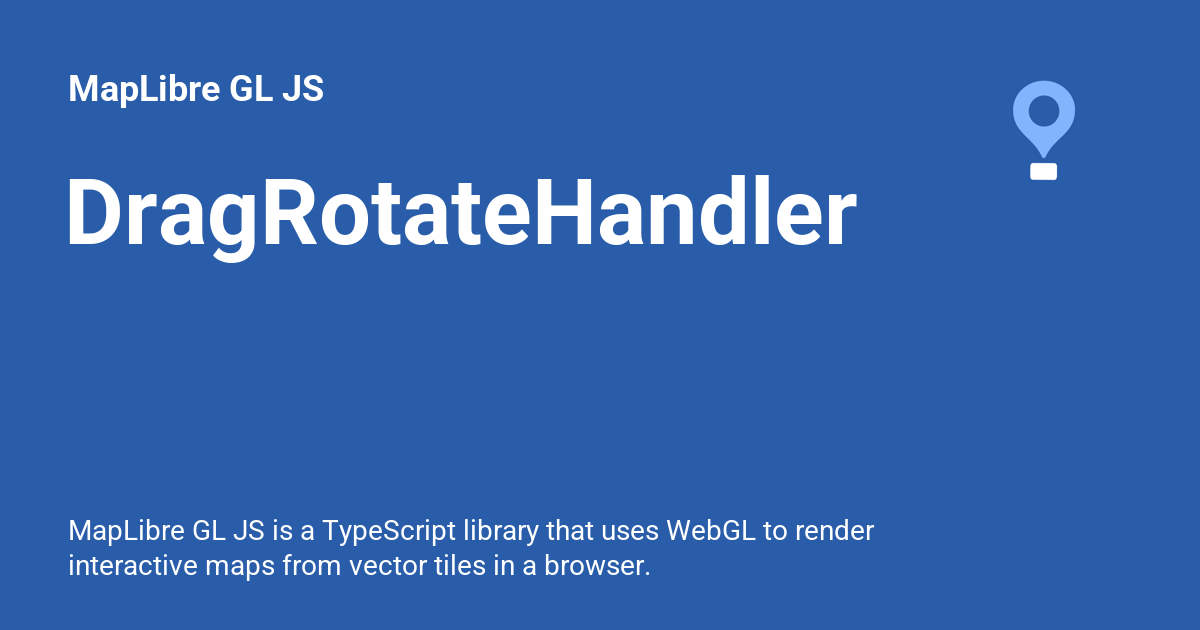 MapLibre GL JS
DragRotateHandler
MapLibre GL JS is a TypeScript library that uses WebGL to render
interactive maps from vector tiles in a browser.